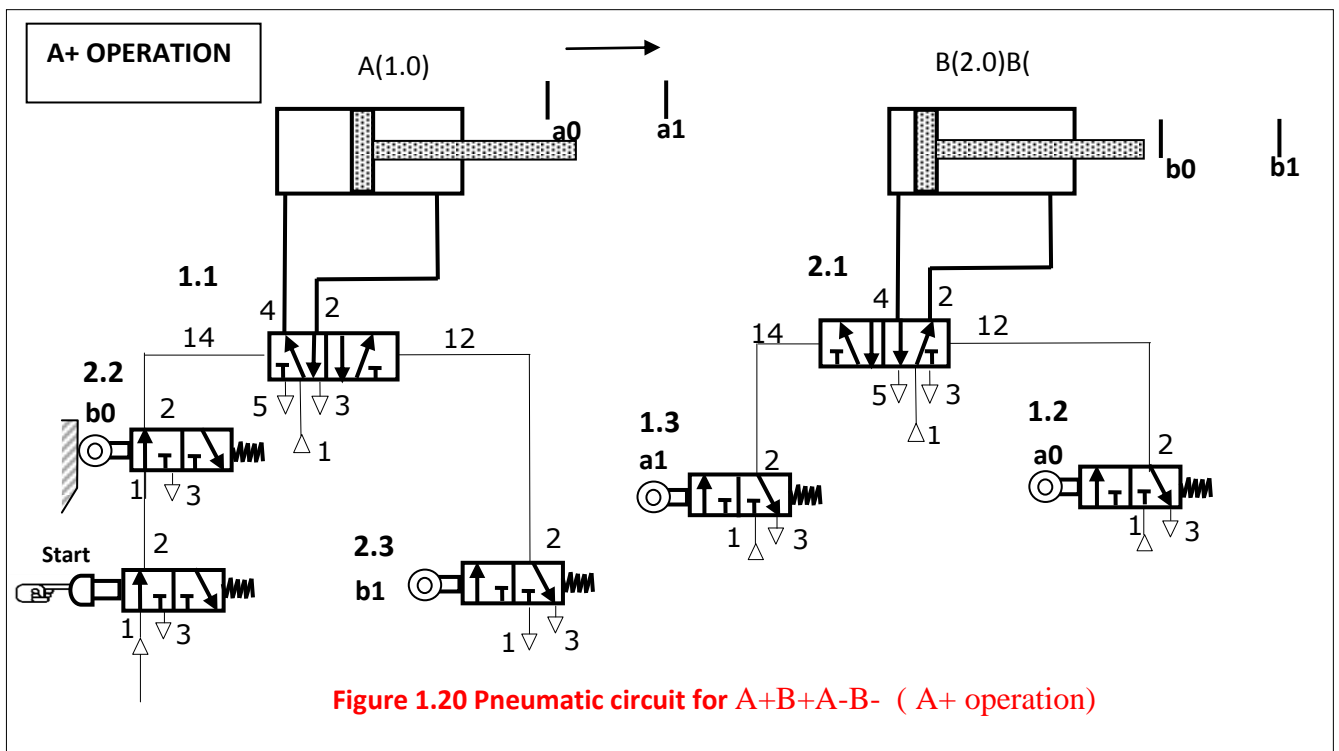 A+ OPERATION
A(1.0)
B(2.0)B(
a0
a1
b0
b1
1.1
2.1
4
2
4
2
14
12
14
12
2.2
b0
2
5
3
1
5
3
1
1.3
a1
2
1.2
a0
2
1
3
1
3
1
3
Start
2
2.3
b1
2
1
3
1
3
Figure 1.20 Pneumatic circuit for A+B+A-B- ( A+ operation)